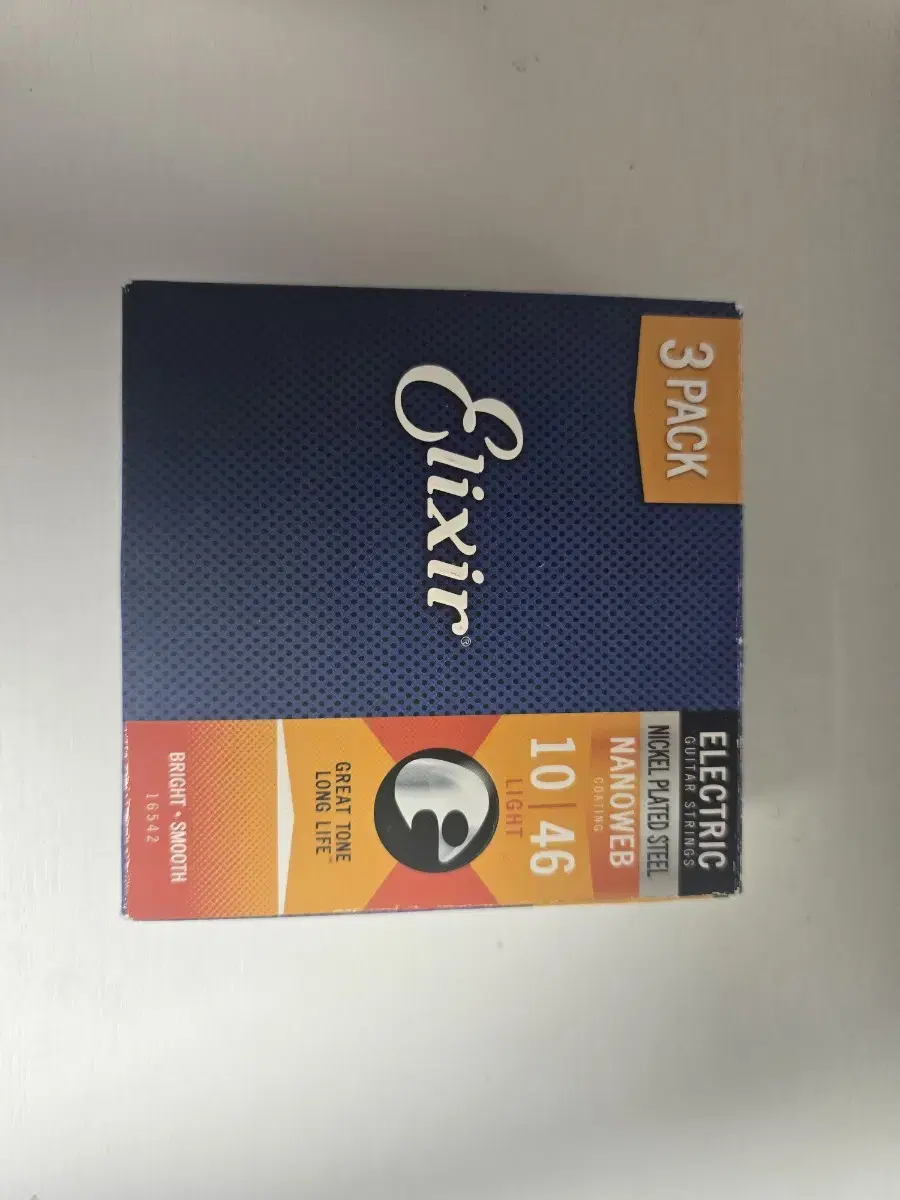 3 PACK
Elixir®
ELECTRIC
GUITAR STRINGS
NICKEL PLATED STEEL
NANOWEB
COATING
10 | 46
LIGHT
GREAT TONE
LONG LIFE™
BRIGHT • SMOOTH
16542